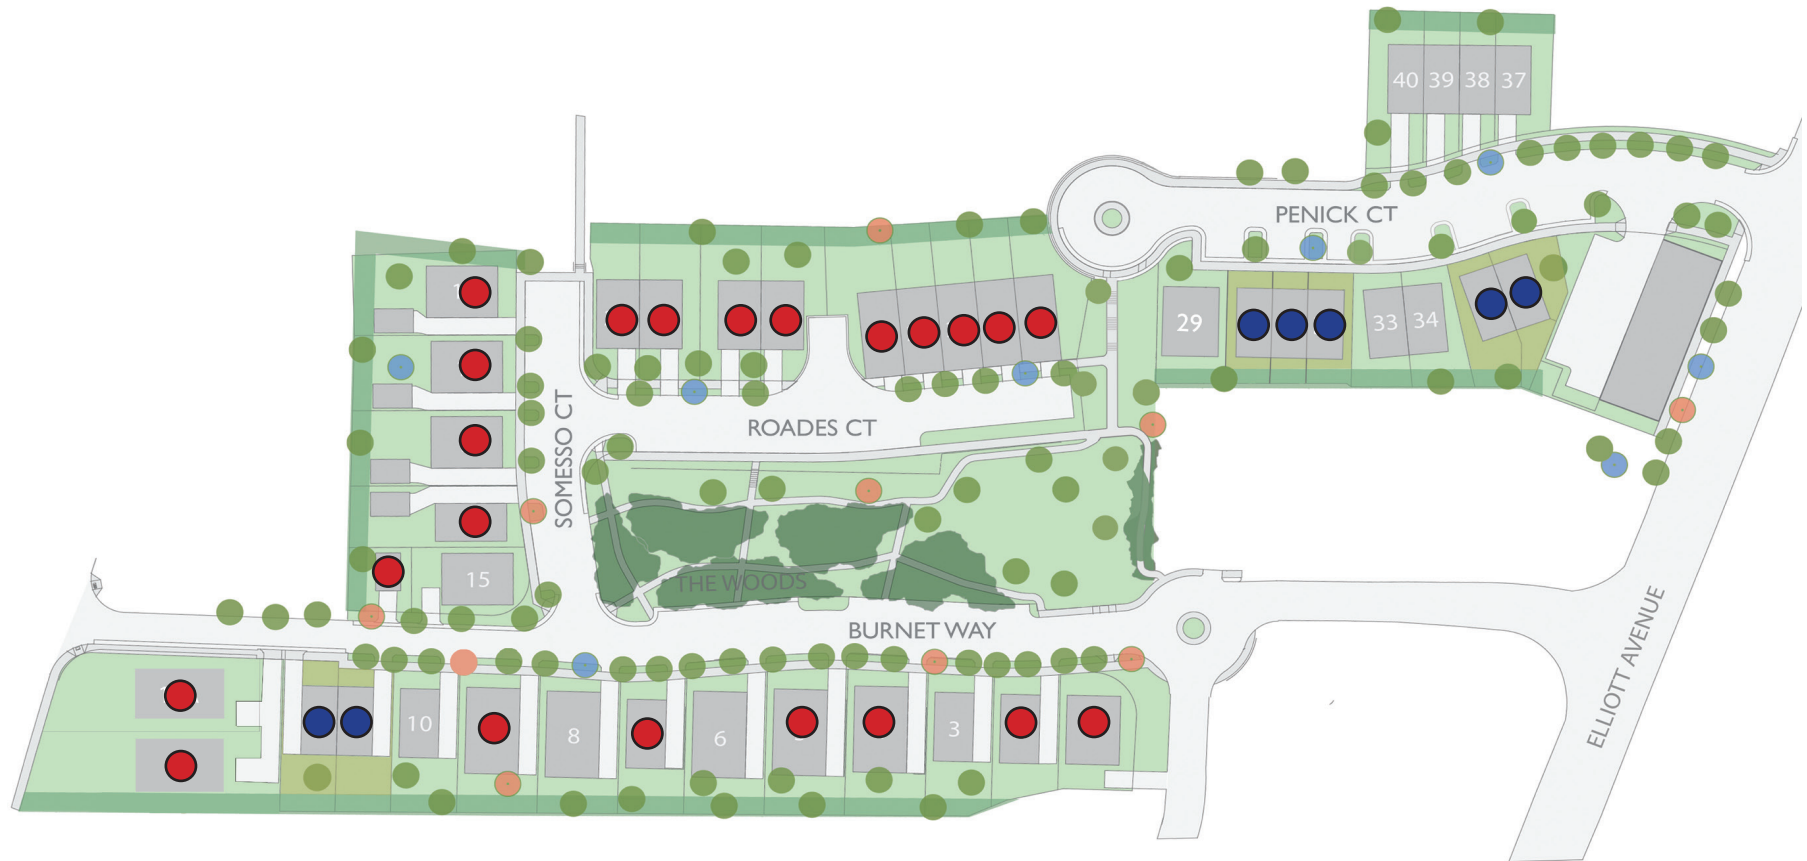 40 39 38 37
PENICK CT
29
33 34
ROADES CT
SOMESSO CT
15
THE WOODS
BURNET WAY
ELLIOTT AVENUE
10
8
6
3